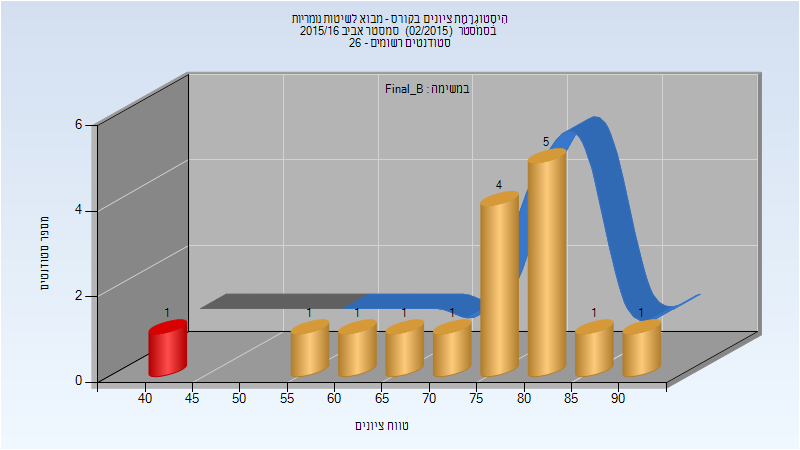 היסטוגרמת ציונים בקורס - מבוא לשיטות נומריות
בסמסטר (02/2015) סמסטר אביב 2015/16
סטודנטים רשומים - 26
במשימה : Final_B
מספר סטודנטים
6
4
2
0
1
1
1
1
1
4
5
1
1
40 45 50 55 60 65 70 75 80 85 90
טווח ציונים